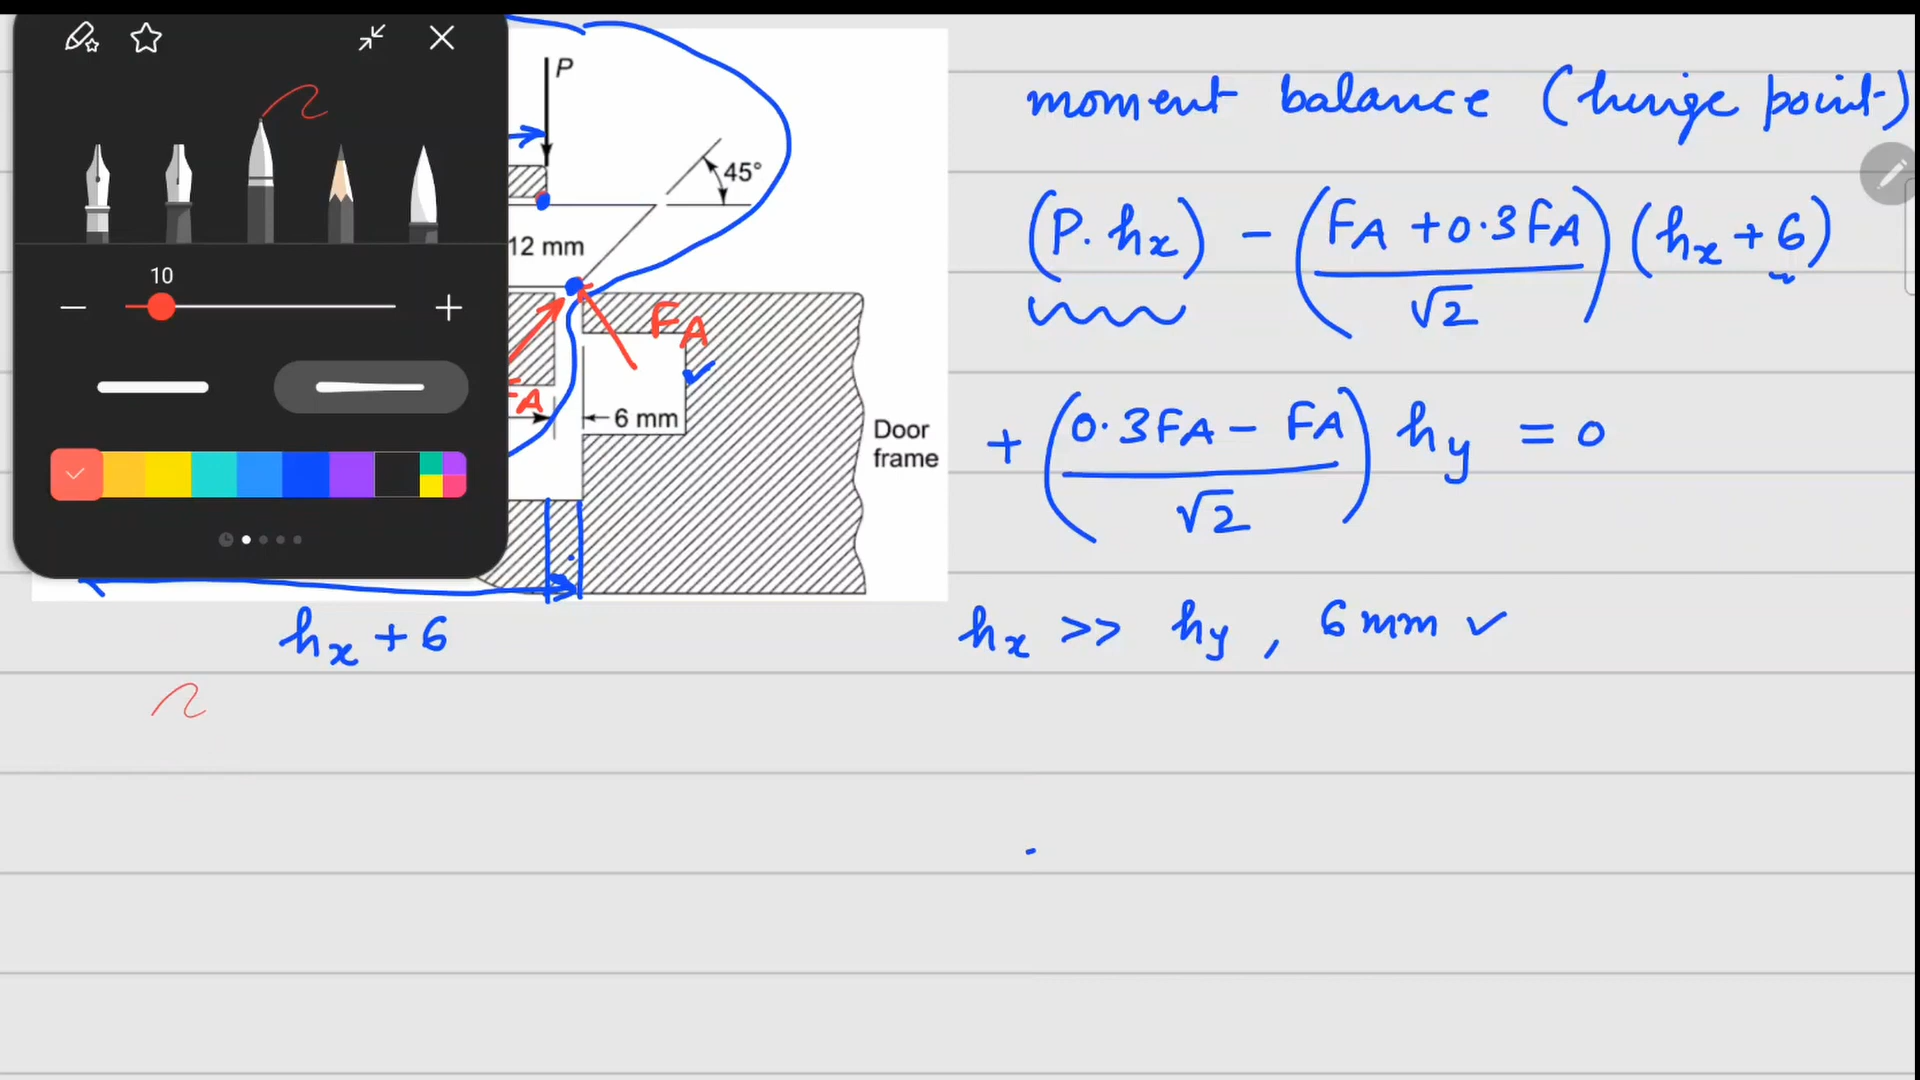 P
45°
12 mm
10
FA
A
6 mm
Door
frame
hx + 6
moment balance (hinge point)
(P. hx) - (FA + 0.3FA / √2) (hx + 6)
+ (0.3FA - FA / √2) hy = 0
hx >> hy, 6 mm ✓